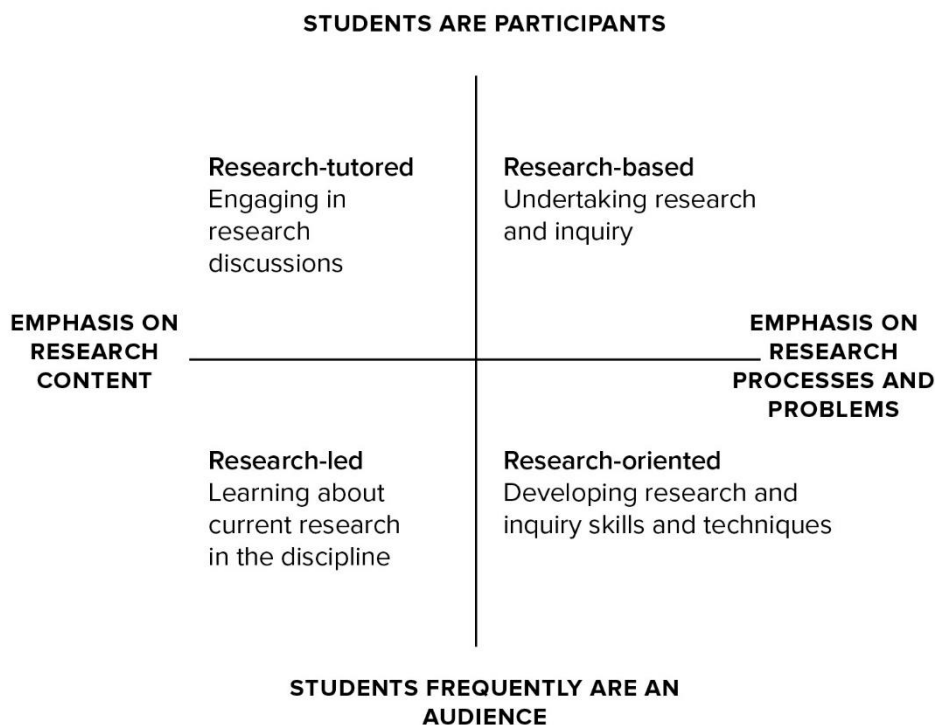 STUDENTS ARE PARTICIPANTS
Research-tutored
Engaging in
research
discussions
Research-based
Undertaking research
and inquiry
EMPHASIS ON
RESEARCH
CONTENT
EMPHASIS ON
RESEARCH
PROCESSES AND
PROBLEMS
Research-led
Learning about
current research
in the discipline
Research-oriented
Developing research and
inquiry skills and techniques
STUDENTS FREQUENTLY ARE AN
AUDIENCE